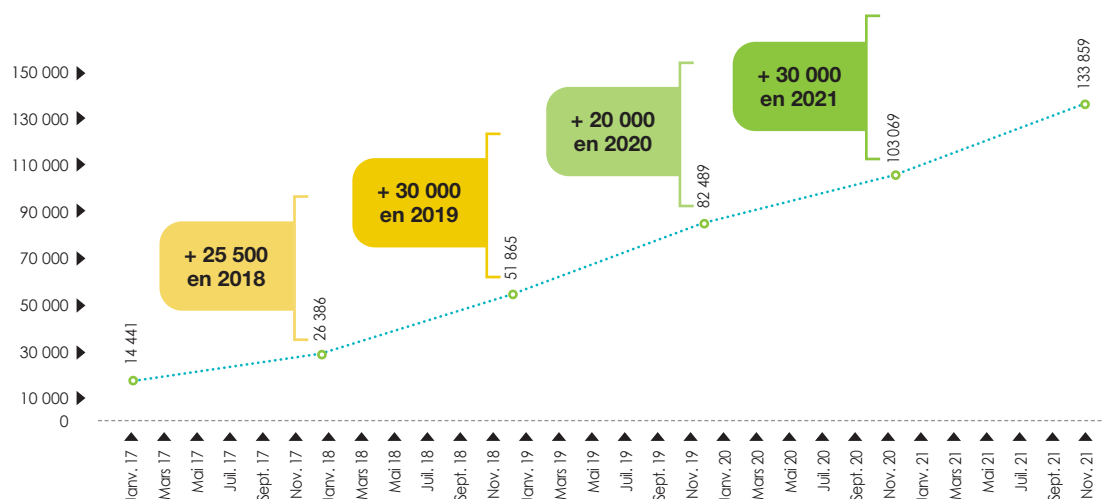 150 000
130 000
110 000
90 000
70 000
50 000
30 000
10 000
0
+ 25 500
en 2018
+ 30 000
en 2019
+ 20 000
en 2020
+ 30 000
en 2021
14 441
26 386
51 865
82 489
103 069
133 859
Janv. 17
Mars 17
Mai 17
Juil. 17
Sept. 17
Nov. 17
Janv. 18
Mars 18
Mai 18
Juil. 18
Sept. 18
Nov. 18
Janv. 19
Mars 19
Mai 19
Juil. 19
Sept. 19
Nov. 19
Janv. 20
Mars 20
Mai 20
Juil. 20
Sept. 20
Nov. 20
Janv. 21
Mars 21
Mai 21
Juil. 21
Sept. 21
Nov. 21